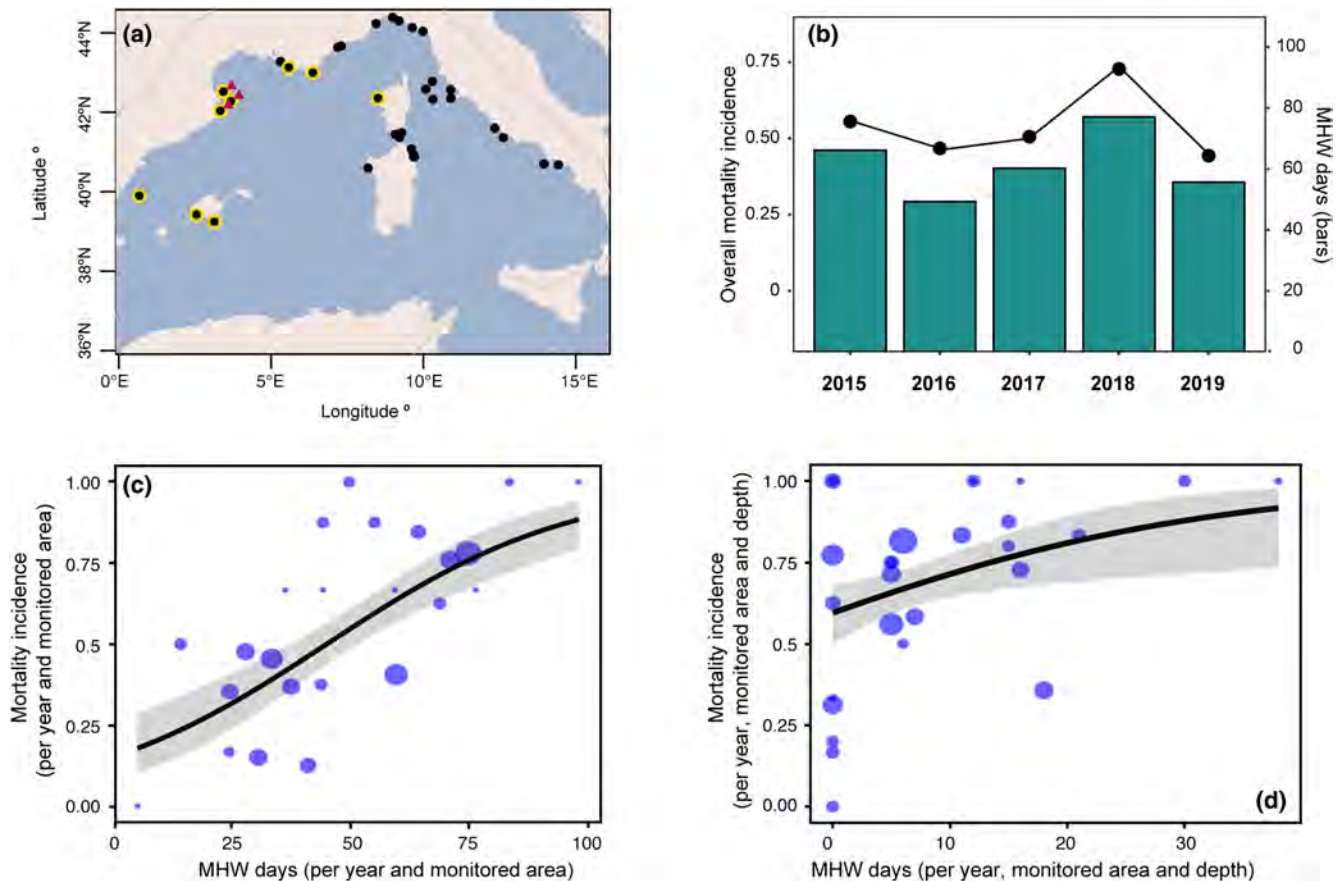 (a)
44°N
42°N
40°N
38°N
36°N
Latitude º
0°E
5°E
10°E
15°E
Longitude º
(b)
0.75
0.50
0.25
0
Overall mortality incidence
100
80
60
40
20
0
MHW days (bars)
2015
2016
2017
2018
2019
(c)
1.00
0.75
0.5
0.25
0.00
Mortality incidence
(per year and monitored area)
0
25
50
75
100
MHW days (per year and monitored area)
1.00
0.75
0.5
0.25
0.00
Mortality incidence
(per year, monitored area and depth)
(d)
0
10
20
30
MHW days (per year, monitored area and depth)